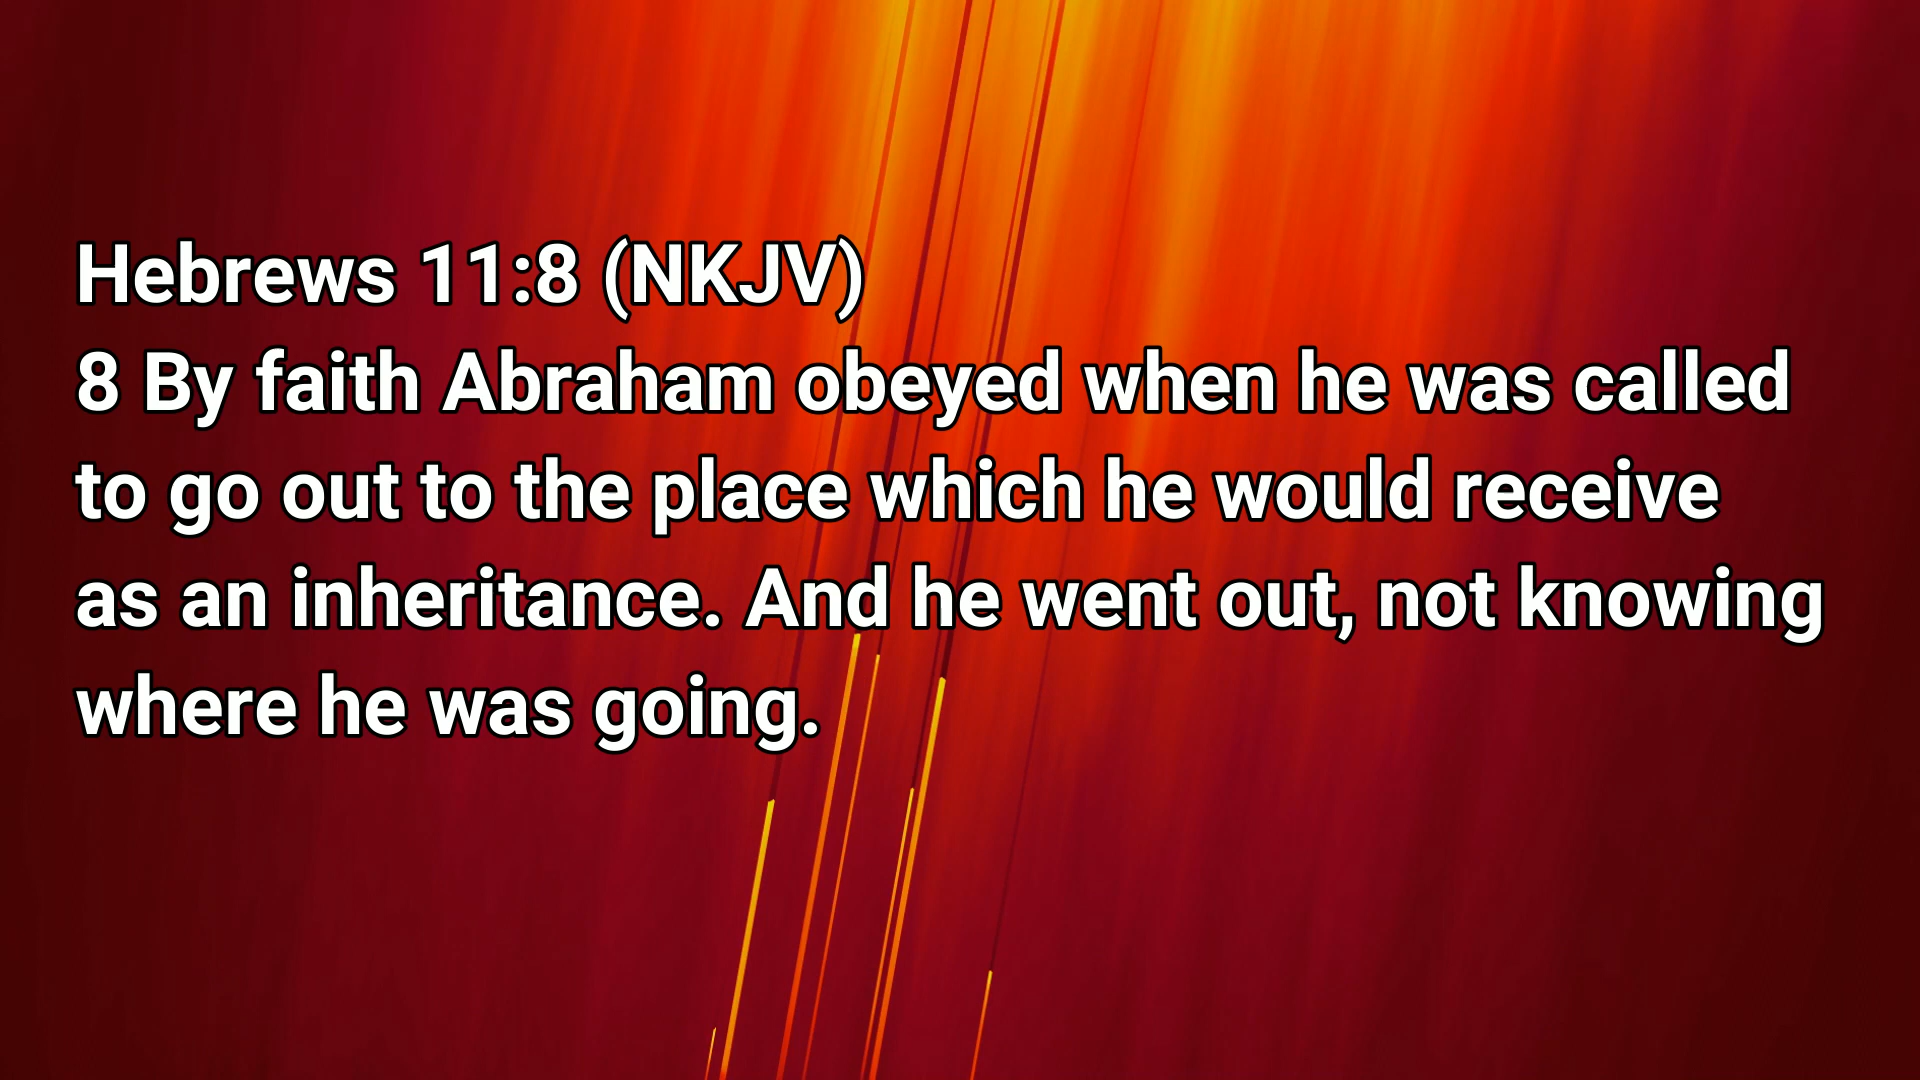 Hebrews 11:8 (NKJV)
8 By faith Abraham obeyed when he was called
to go out to the place which he would receive
as an inheritance. And he went out, not knowing
where he was going.